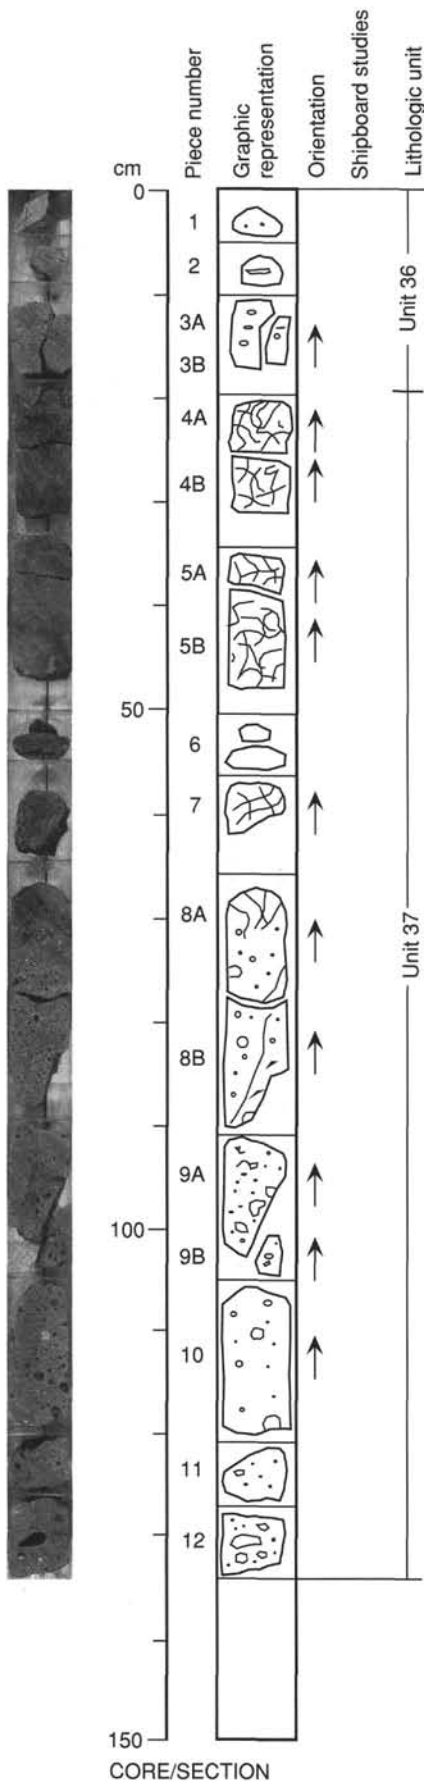 cm
Piece number
Graphic representation
Orientation
Shipboard studies
Lithologic unit
0
1
2
3A
3B
Unit 36
4A
4B
5A
5B
50
6
7
8A
Unit 37
8B
9A
100
9B
10
11
12
150
CORE/SECTION